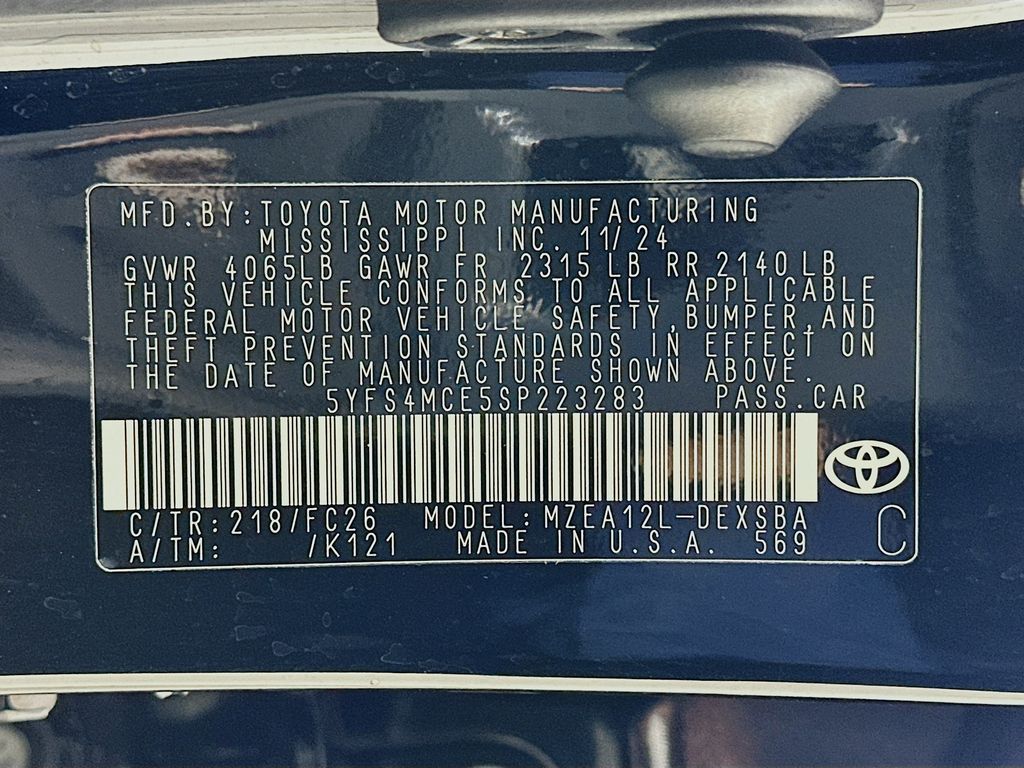 MFD.BY:TOYOTA MOTOR MANUFACTURING
MISSISSIPPI INC. 11/24
GVWR 4065LB GAWR FR 2315 LB RR 2140 LB
THIS VEHICLE CONFORMS TO ALL APPLICABLE
FEDERAL MOTOR VEHICLE SAFETY,BUMPER,AND
THEFT PREVENTION STANDARDS IN EFFECT ON
THE DATE OF MANUFACTURE SHOWN ABOVE.
5YFS4MCE5SP223283 PASS.CAR
C/TR:218/FC26 MODEL:MZEA12L-DEXSBA
A/TM: /K121 MADE IN U.S.A. 569 C